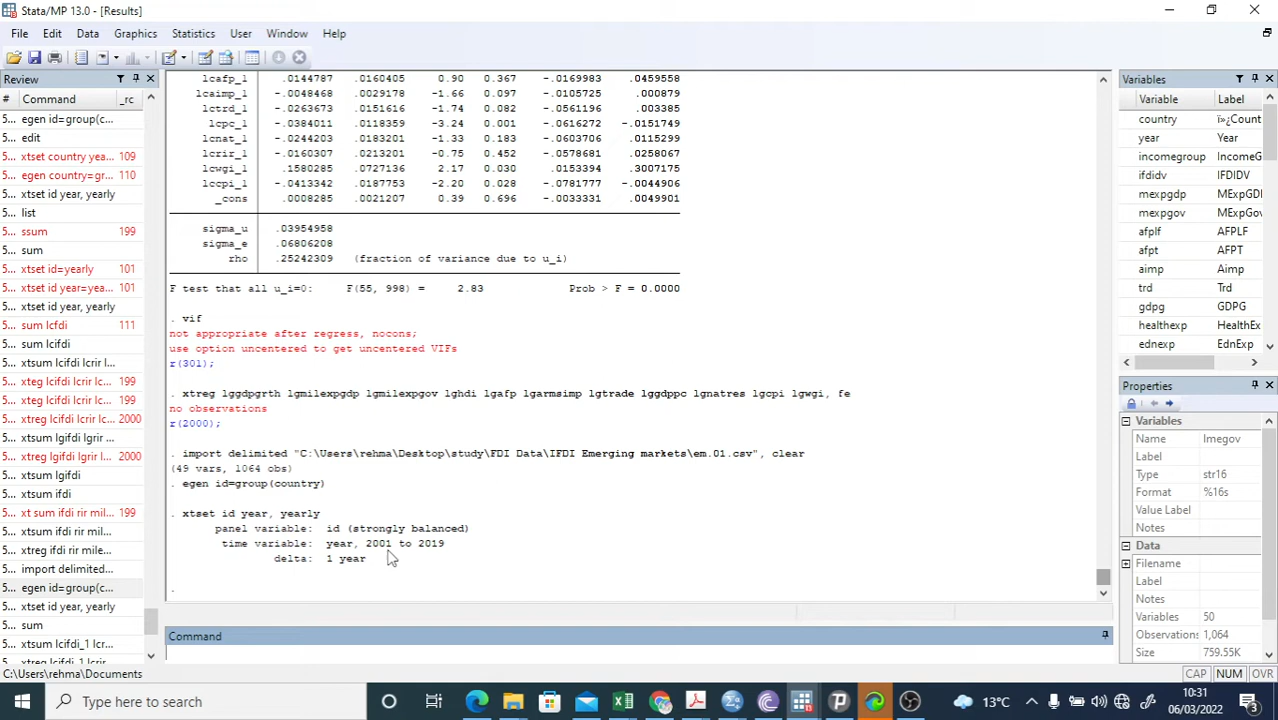 Stata/MP 13.0 - [Results]
File Edit Data Graphics Statistics User Window Help
Review
# Command _rc
5... egen id=group(c...
5... edit
5... xtset country yea... 109
5... egen country=gr... 110
5... xtset id year, yearly
5... list
5... ssum 199
5... sum
5... xtset id=yearly 101
5... xtset id year=yea... 101
5... xtset id year, yearly
5... sum lcfdi 111
5... sum lcifdi
5... xtsum lcifdi lcrir l...
5... xtreg lcifdi lcrir lc... 199
5... xtreg lcifdi lcrir lc... 199
5... xtreg lcifdi lcrir l... 2000
5... xtsum lgifdi lgrir ...
5... xtreg lgifdi lgrir l... 2000
5... xtsum ifdi
5... xt sum ifdi rir mil... 199
5... xtsum ifdi rir mil...
5... xtreg ifdi rir mile...
5... import delimited...
5... egen id=group(c...
5... xtset id year, yearly
5... sum
5... xtsum lcifdi_1 lcr...
5... xtreg lcifdi_1 lcrir...
lcafp_1 .0144787 .0160405 0.90 0.367 -.0169983 .0459558
lcaimp_1 -.0048468 .0029178 -1.66 0.097 -.0105725 .000879
lctrd_1 -.0263673 .0151616 -1.74 0.082 -.0561196 .003385
lcpc_1 -.0384011 .0118359 -3.24 0.001 -.0616272 -.0151749
lcnat_1 -.0244203 .0183201 -1.33 0.183 -.0603706 .0115299
lcrir_1 -.0160307 .0213201 -0.75 0.452 -.0578681 .0258067
lcwgi_1 .1580285 .0727136 2.17 0.030 .0153394 .3007175
lccpi_1 -.0413342 .0187753 -2.20 0.028 -.0781777 -.0044906
_cons .0008285 .0021207 0.39 0.696 -.0033331 .0049901
sigma_u .03954958
sigma_e .06806208
rho .25242309 (fraction of variance due to u_i)
F test that all u_i=0: F(55, 998) = 2.83 Prob > F = 0.0000
. vif
not appropriate after regress, nocons;
use option uncentered to get uncentered VIFs
r(301);
. xtreg lggdpgrth lgmilexpgdp lgmilexpgov lghdi lgafp lgarmsimp lgtrade lggdppc lgnatres lgcpi lgwgi, fe
no observations
r(2000);
. import delimited "C:\Users\rehma\Desktop\study\FDI Data\IFDI Emerging markets\em.01.csv", clear
(49 vars, 1064 obs)
. egen id=group(country)
. xtset id year, yearly
panel variable: id (strongly balanced)
time variable: year, 2001 to 2019
delta: 1 year
.
Command
C:\Users\rehma\Documents
Variables
Variable Label
country ï»¿Count
year Year
incomegroup IncomeG
ifdidv IFDIDV
mexpgdp MExpGD
mexpgov MExpGov
afplf AFPLF
afpt AFPT
aimp Aimp
trd Trd
gdpg GDPG
healthexp HealthEx
ednexp EdnExp
Properties
Variables
Name lmegov
Label
Type str16
Format %16s
Value Label
Notes
Data
Filename
Label
Notes
Variables 50
Observations 1,064
Size 759.55K
CAP NUM OVR
Type here to search
13°C
10:31
06/03/2022
3